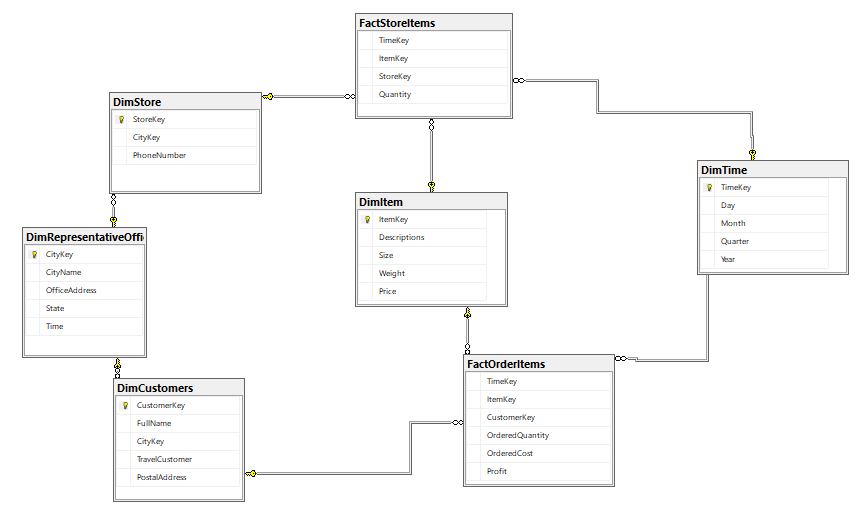 FactStoreItems
TimeKey
ItemKey
StoreKey
Quantity
DimStore
StoreKey
CityKey
PhoneNumber
DimTime
TimeKey
Day
Month
Quarter
Year
DimItem
ItemKey
Descriptions
Size
Weight
Price
DimRepresentativeOffi
CityKey
CityName
OfficeAddress
State
Time
FactOrderItems
TimeKey
ItemKey
CustomerKey
OrderedQuantity
OrderedCost
Profit
DimCustomers
CustomerKey
FullName
CityKey
TravelCustomer
PostalAddress